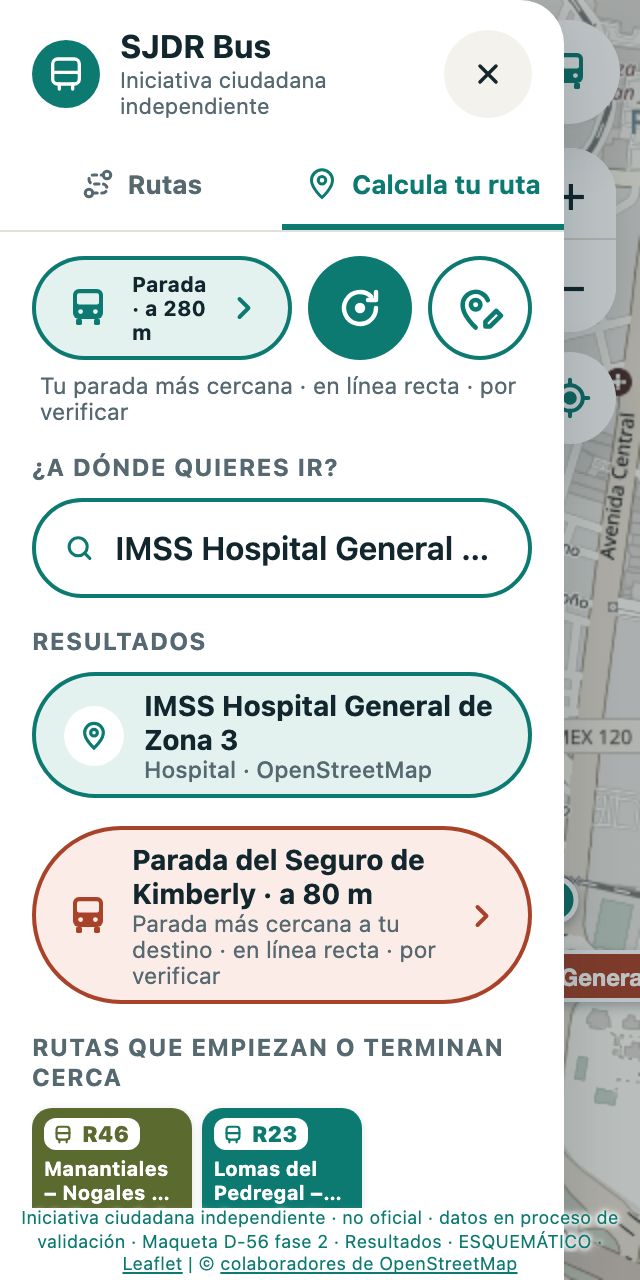 SJDR Bus
Iniciativa ciudadana
independiente
Rutas
Calcula tu ruta
Parada
· a 280
m
Tu parada más cercana · en línea recta · por
verificar
¿A DÓNDE QUIERES IR?
IMSS Hospital General ...
RESULTADOS
IMSS Hospital General de
Zona 3
Hospital · OpenStreetMap
Parada del Seguro de
Kimberly · a 80 m
Parada más cercana a tu
destino · en línea recta · por
verificar
RUTAS QUE EMPIEZAN O TERMINAN
CERCA
R46
Manantiales
– Nogales ...
R23
Lomas del
Pedregal –...
Avenida Central
MEX 120
Genera
Iniciativa ciudadana independiente · no oficial · datos en proceso de
validación · Maqueta D-56 fase 2 · Resultados · ESQUEMÁTICO ·
Leaflet | © colaboradores de OpenStreetMap